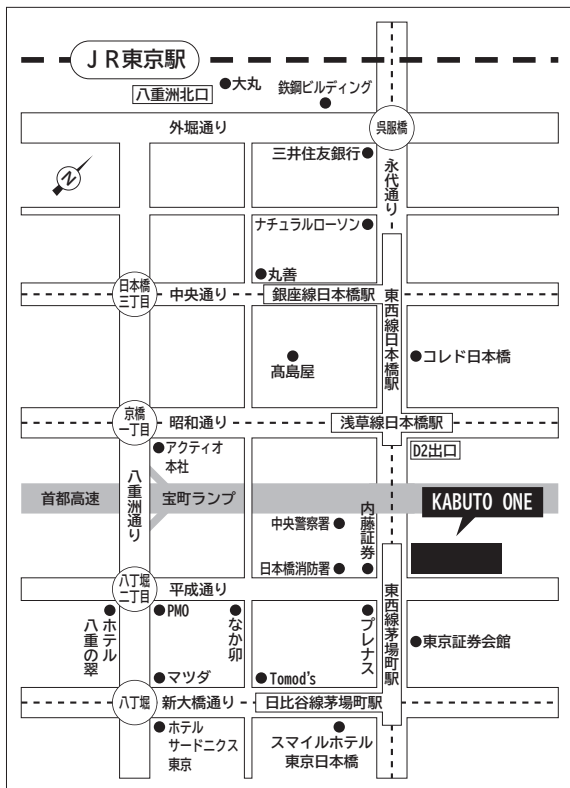 JR東京駅
八重洲北口
大丸
鉄鋼ビルディング
外堀通り
呉服橋
三井住友銀行
永代通り
N
ナチュラルローソン
丸善
日本橋
三丁目
中央通り
銀座線日本橋駅
東西線日本橋駅
髙島屋
コレド日本橋
京橋
一丁目
昭和通り
浅草線日本橋駅
アクティオ
本社
D2出口
八重洲通り
首都高速
宝町ランプ
内藤証券
KABUTO ONE
中央警察署
日本橋消防署
八丁堀
二丁目
平成通り
東西線茅場町駅
ホテル
八重の翠
PMO
なか卯
プレナス
東京証券会館
マツダ
Tomod's
八丁堀
新大橋通り
日比谷線茅場町駅
ホテル
サードニクス
東京
スマイルホテル
東京日本橋